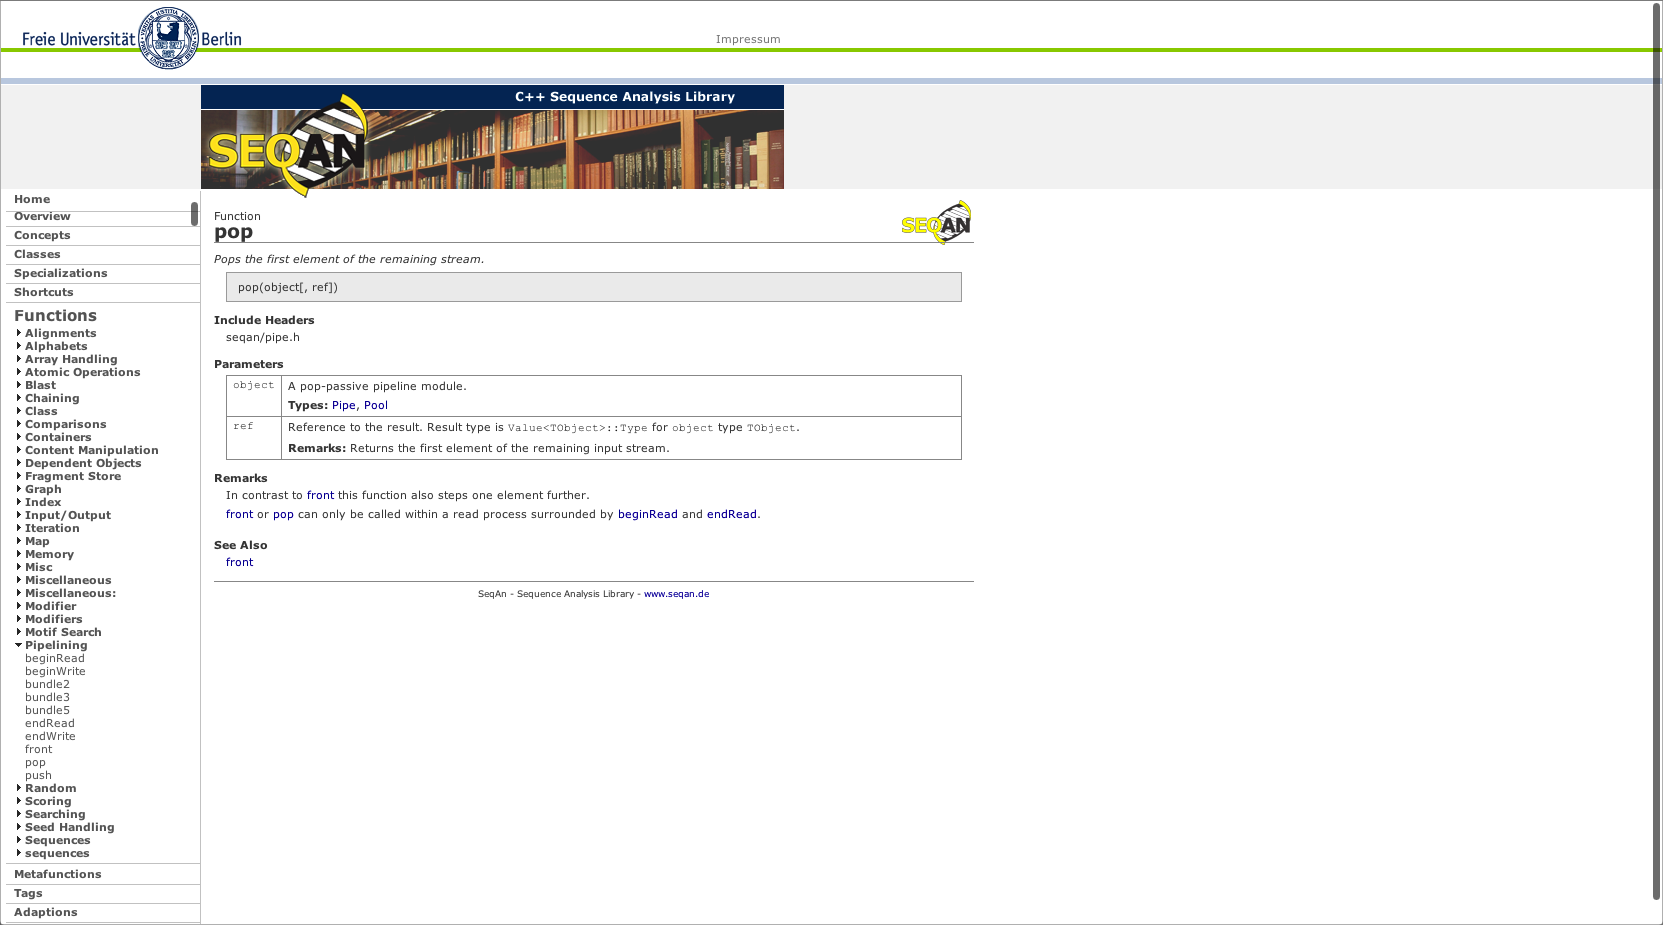 Freie Universität Berlin
Impressum
C++ Sequence Analysis Library
SEQAN
Home
Overview
Concepts
Classes
Specializations
Shortcuts
Functions
Alignments
Alphabets
Array Handling
Atomic Operations
Blast
Chaining
Class
Comparisons
Containers
Content Manipulation
Dependent Objects
Fragment Store
Graph
Index
Input/Output
Iteration
Map
Memory
Misc
Miscellaneous
Miscellaneous:
Modifier
Modifiers
Motif Search
Pipelining
beginRead
beginWrite
bundle2
bundle3
bundle5
endRead
endWrite
front
pop
push
Random
Scoring
Searching
Seed Handling
Sequences
sequences
Metafunctions
Tags
Adaptions
Function
pop
SEQAN
Pops the first element of the remaining stream.
pop(object[, ref])
Include Headers
seqan/pipe.h
Parameters
object
A pop-passive pipeline module.
Types: Pipe, Pool
ref
Reference to the result. Result type is Value<TObject>::Type for object type TObject.
Remarks: Returns the first element of the remaining input stream.
Remarks
In contrast to front this function also steps one element further.
front or pop can only be called within a read process surrounded by beginRead and endRead.
See Also
front
SeqAn - Sequence Analysis Library - www.seqan.de